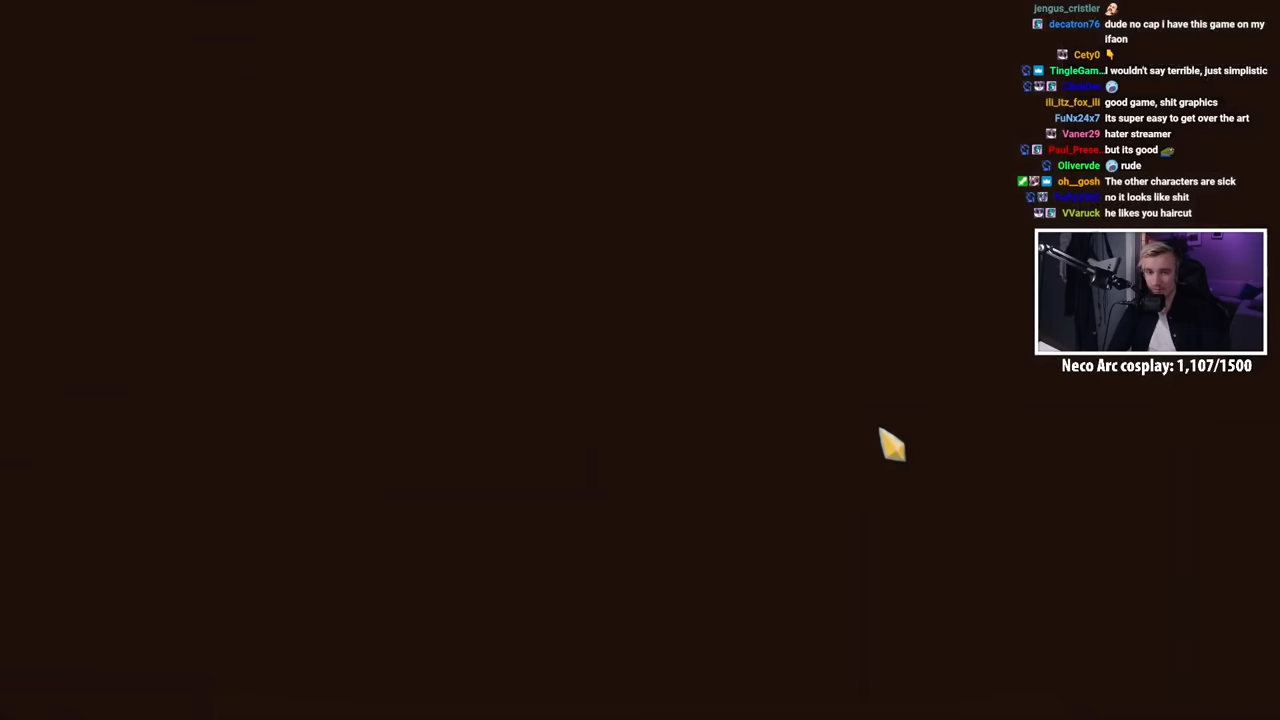 jengus_cristler
decatron76 dude no cap I have this game on my
ifaon
Cety0
TingleGam... I wouldn't say terrible, just simplistic
ili_itz_fox_ili good game, shit graphics
FuNx24x7 Its super easy to get over the art
Vaner29 hater streamer
Paul_Prese... but its good
Olivervde rude
oh__gosh The other characters are sick
no it looks like shit
VVaruck he likes you haircut
Neco Arc cosplay: 1,107/1500